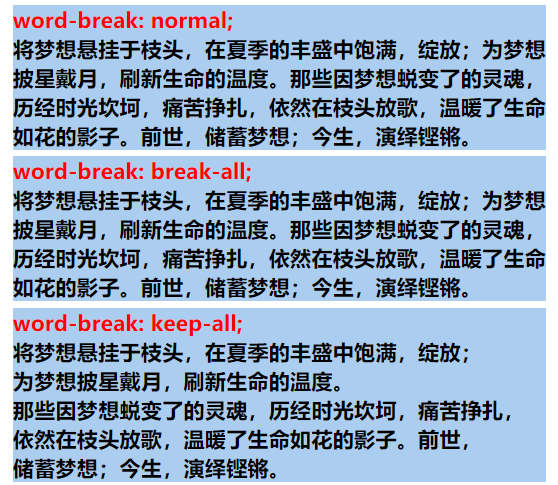 word-break: normal;
将梦想悬挂于枝头，在夏季的丰盛中饱满，绽放；为梦想
披星戴月，刷新生命的温度。那些因梦想蜕变了的灵魂，
历经时光坎坷，痛苦挣扎，依然在枝头放歌，温暖了生命
如花的影子。前世，储蓄梦想；今生，演绎铿锵。
word-break: break-all;
将梦想悬挂于枝头，在夏季的丰盛中饱满，绽放；为梦想
披星戴月，刷新生命的温度。那些因梦想蜕变了的灵魂，
历经时光坎坷，痛苦挣扎，依然在枝头放歌，温暖了生命
如花的影子。前世，储蓄梦想；今生，演绎铿锵。
word-break: keep-all;
将梦想悬挂于枝头，在夏季的丰盛中饱满，绽放；
为梦想披星戴月，刷新生命的温度。
那些因梦想蜕变了的灵魂，历经时光坎坷，痛苦挣扎，
依然在枝头放歌，温暖了生命如花的影子。前世，
储蓄梦想；今生，演绎铿锵。